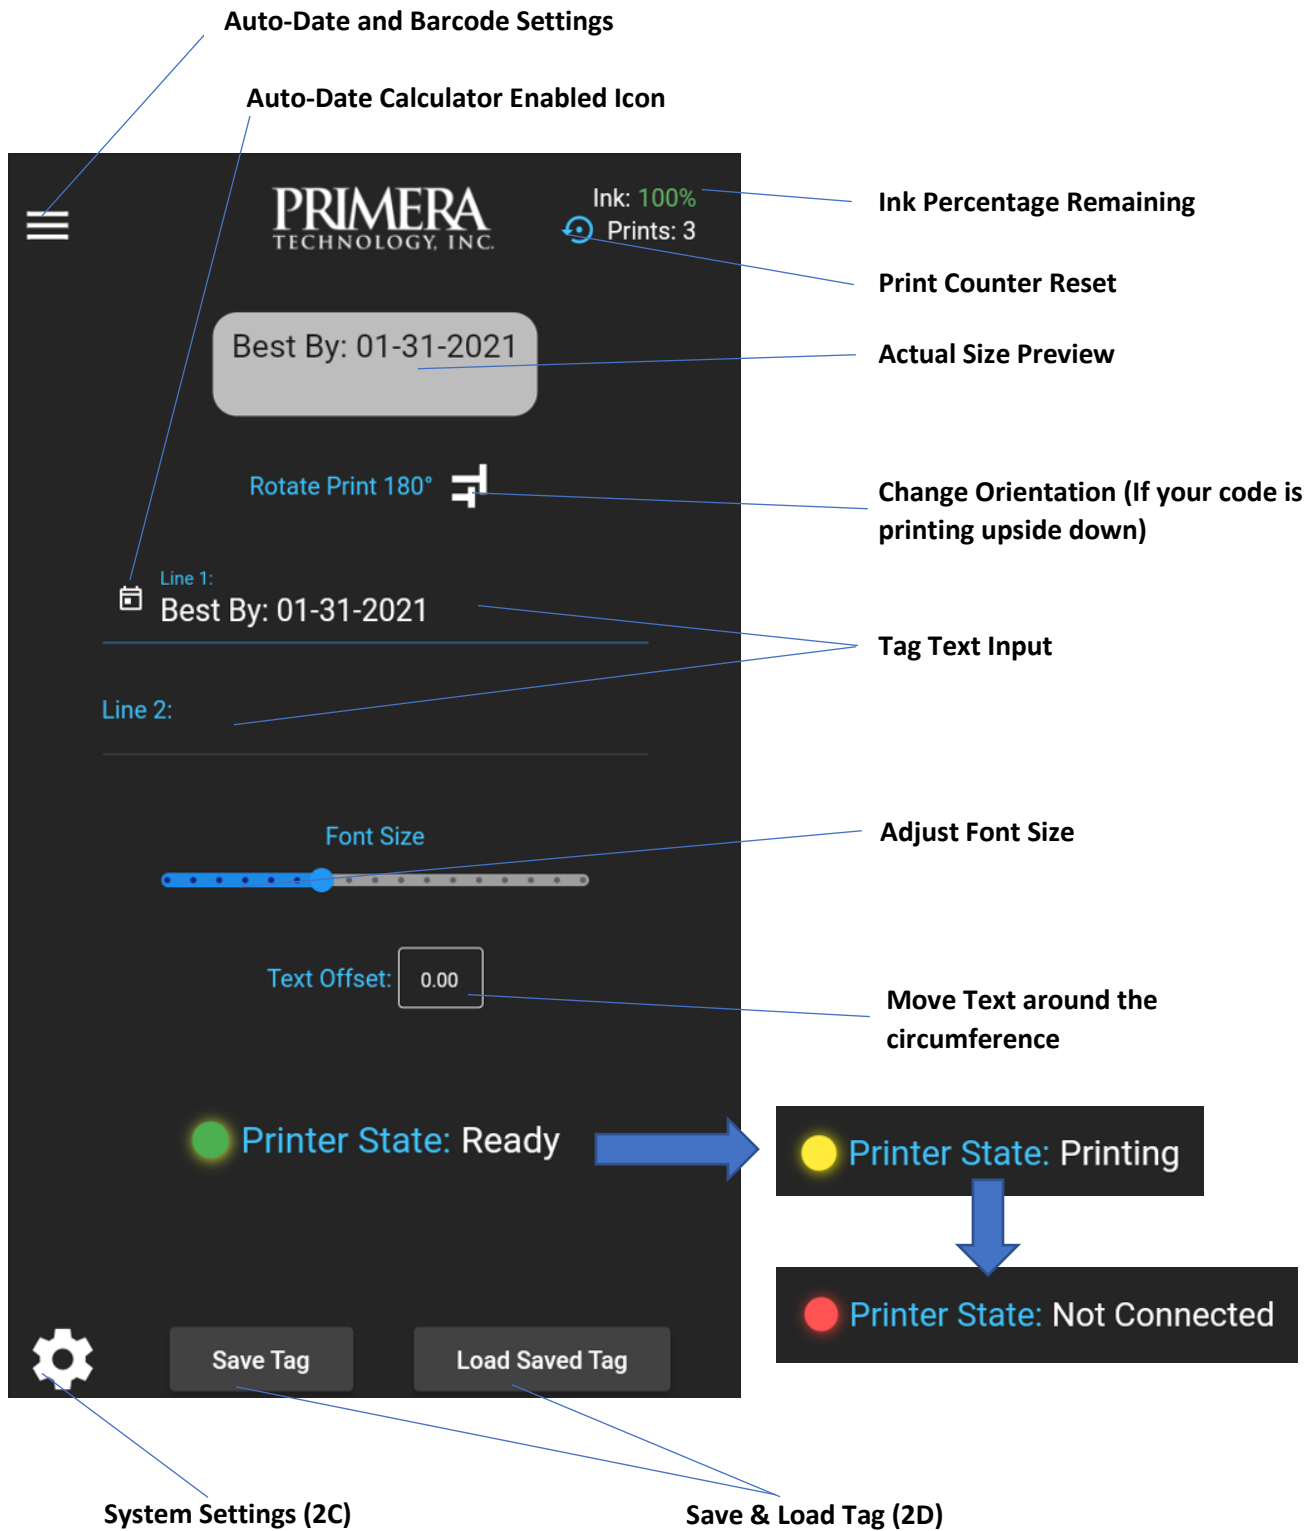 Auto-Date and Barcode Settings
Auto-Date Calculator Enabled Icon
PRIMERA
TECHNOLOGY, INC.
Ink: 100%
Prints: 3
Ink Percentage Remaining
Print Counter Reset
Best By: 01-31-2021
Actual Size Preview
Rotate Print 180°
Change Orientation (If your code is
printing upside down)
Line 1:
Best By: 01-31-2021
Tag Text Input
Line 2:
Font Size
Adjust Font Size
Text Offset: 0.00
Move Text around the
circumference
Printer State: Ready
Printer State: Printing
Printer State: Not Connected
Save Tag
Load Saved Tag
System Settings (2C)
Save & Load Tag (2D)